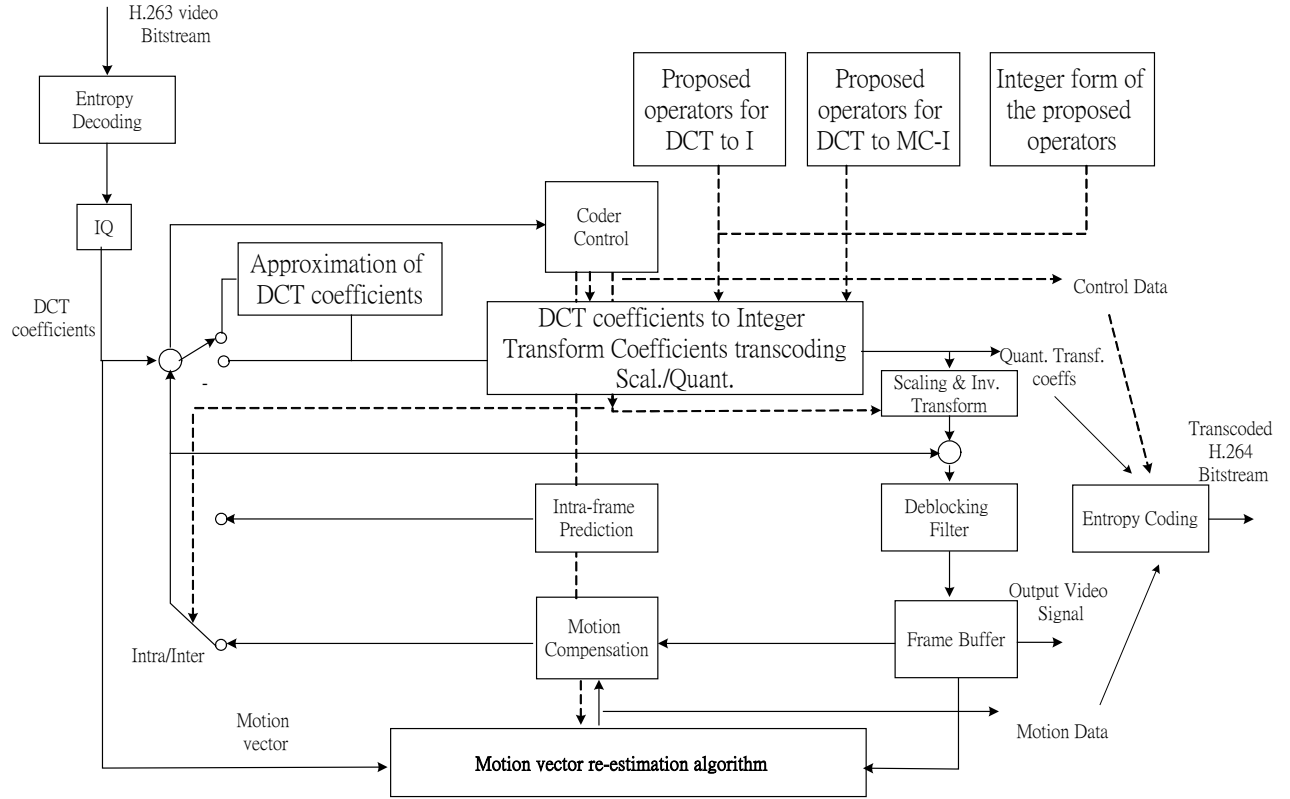 H.263 video
Bitstream
Entropy
Decoding
Proposed
operators for
DCT to I
Proposed
operators for
DCT to MC-I
Integer form of
the proposed
operators
IQ
Coder
Control
Approximation of
DCT coefficients
DCT
coefficients
Control Data
DCT coefficients to Integer
Transform Coefficients transcoding
Scal./Quant.
Quant. Transf.
coeffs
-
Scaling & Inv.
Transform
Transcoded
H.264
Bitstream
Intra-frame
Prediction
Deblocking
Filter
Entropy Coding
Output Video
Signal
Motion
Compensation
Frame Buffer
Intra/Inter
Motion
vector
Motion Data
Motion vector re-estimation algorithm